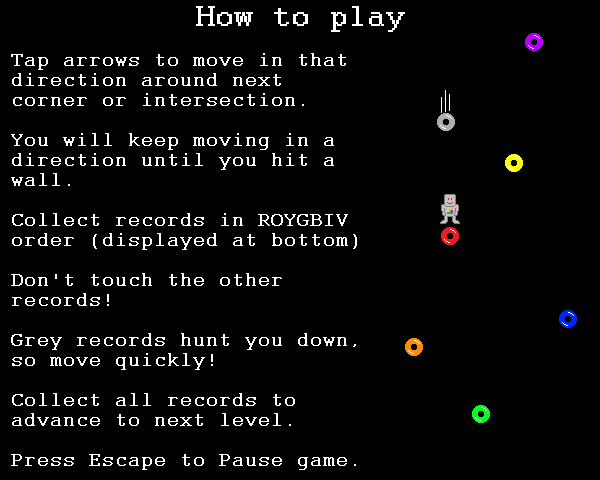 How to play
Tap arrows to move in that
direction around next
corner or intersection.
You will keep moving in a
direction until you hit a
wall.
Collect records in ROYGBIV
order (displayed at bottom)
Don't touch the other
records!
Grey records hunt you down,
so move quickly!
Collect all records to
advance to next level.
Press Escape to Pause game.